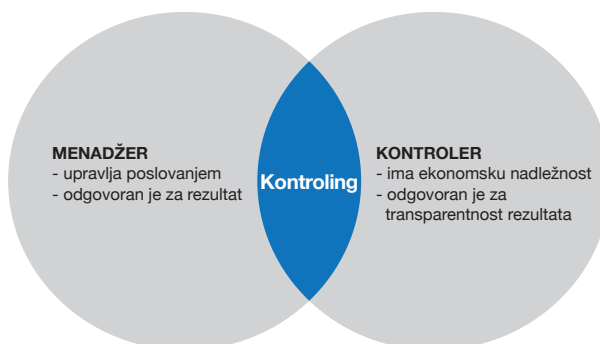 MENADŽER
- upravlja poslovanjem
- odgovoran je za rezultat
Kontroling
KONTROLER
- ima ekonomsku nadležnost
- odgovoran je za
transparentnost rezultata